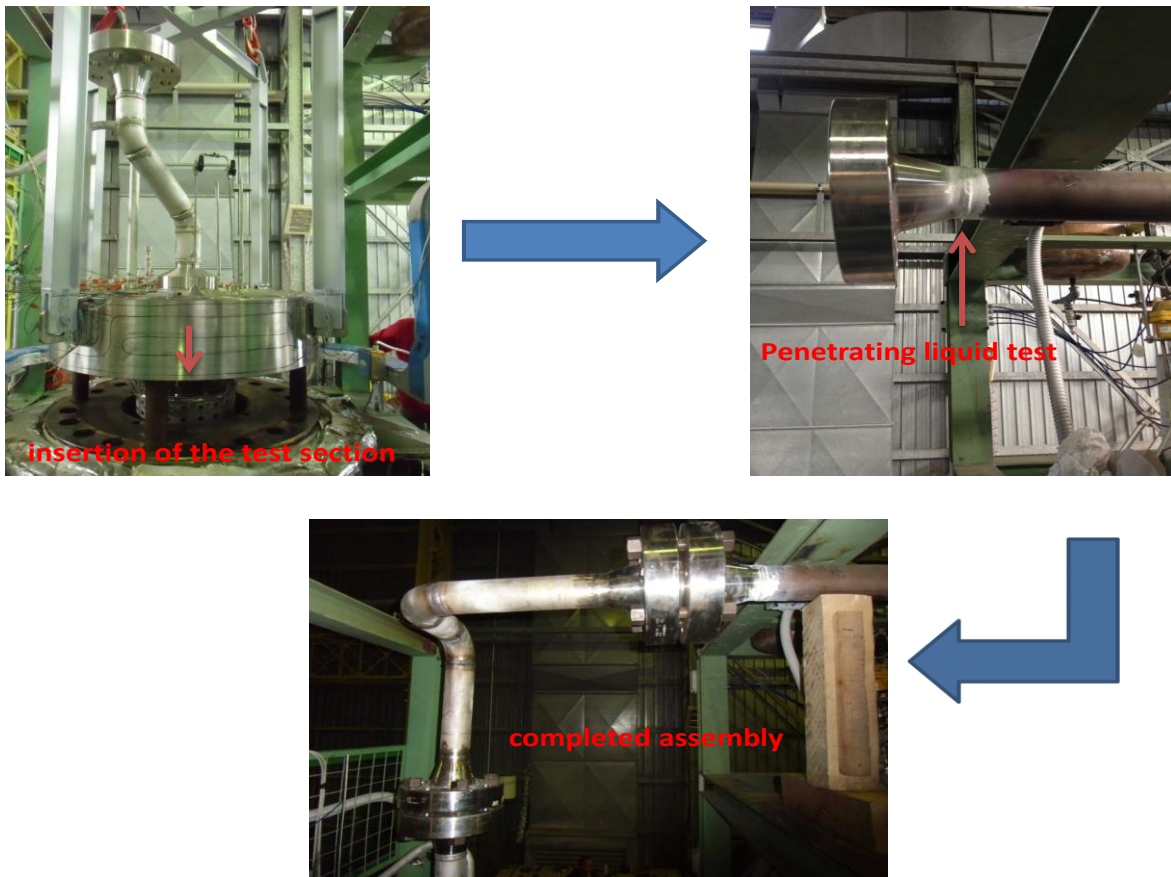 insertion of the test section
Penetrating liquid test
completed assembly